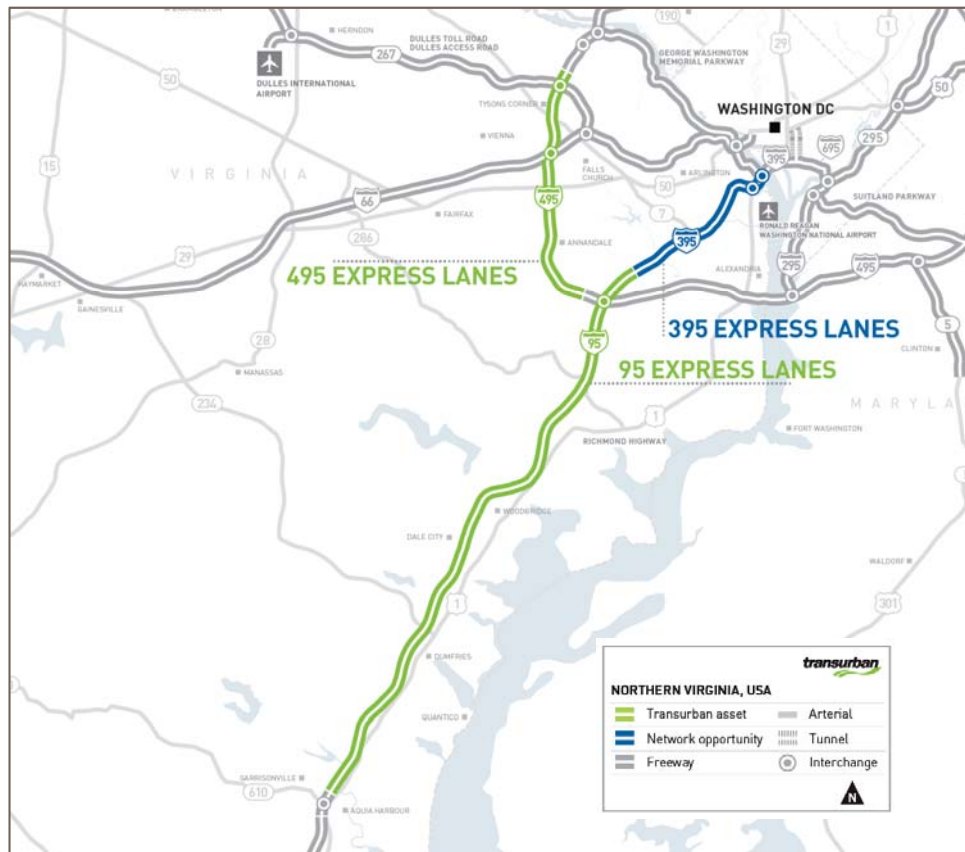 HERNDON
DULLES TOLL ROAD
DULLES ACCESS ROAD
267
190
29
1
GEORGE WASHINGTON
MEMORIAL PARKWAY
50
DULLES INTERNATIONAL
AIRPORT
50
TYSONS CORNER
WASHINGTON DC
295
695
395
VIENNA
15
VIRGINIA
FALLS
CHURCH
ARLINGTON
50
SUITLAND PARKWAY
66
495
FAIRFAX
7
RONALD REAGAN
WASHINGTON NATIONAL AIRPORT
286
29
ANNANDALE
395
ALEXANDRIA
295
495
HAYMARKET
GAINESVILLE
495 EXPRESS LANES
395 EXPRESS LANES
5
CLINTON
28
95
MANASSAS
95 EXPRESS LANES
234
1
MARYLA
RICHMOND HIGHWAY
FORT WASHINGTON
WOODBRIDGE
DALE CITY
WALDORF
301
1
DUMFRIES
QUANTICO
GARRISONVILLE
610
AQUIA HARBOUR
transurban
NORTHERN VIRGINIA, USA
Transurban asset
Arterial
Network opportunity
Tunnel
Freeway
Interchange
N